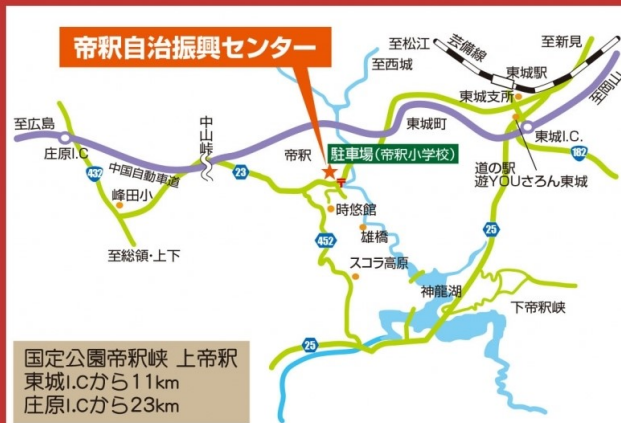 帝釈自治振興センター
至松江
芸備線
至新見
東城駅
至西城
東城支所
至岡山
至広島
庄原I.C
中山峠
東城町
東城I.C.
帝釈
駐車場(帝釈小学校)
182
432
中国自動車道
23
道の駅
遊YOUさろん東城
峰田小
時悠館
雄橋
25
452
至総領・上下
スコラ高原
神龍湖
下帝釈峡
25
国定公園帝釈峡 上帝釈
東城I.Cから11km
庄原I.Cから23km